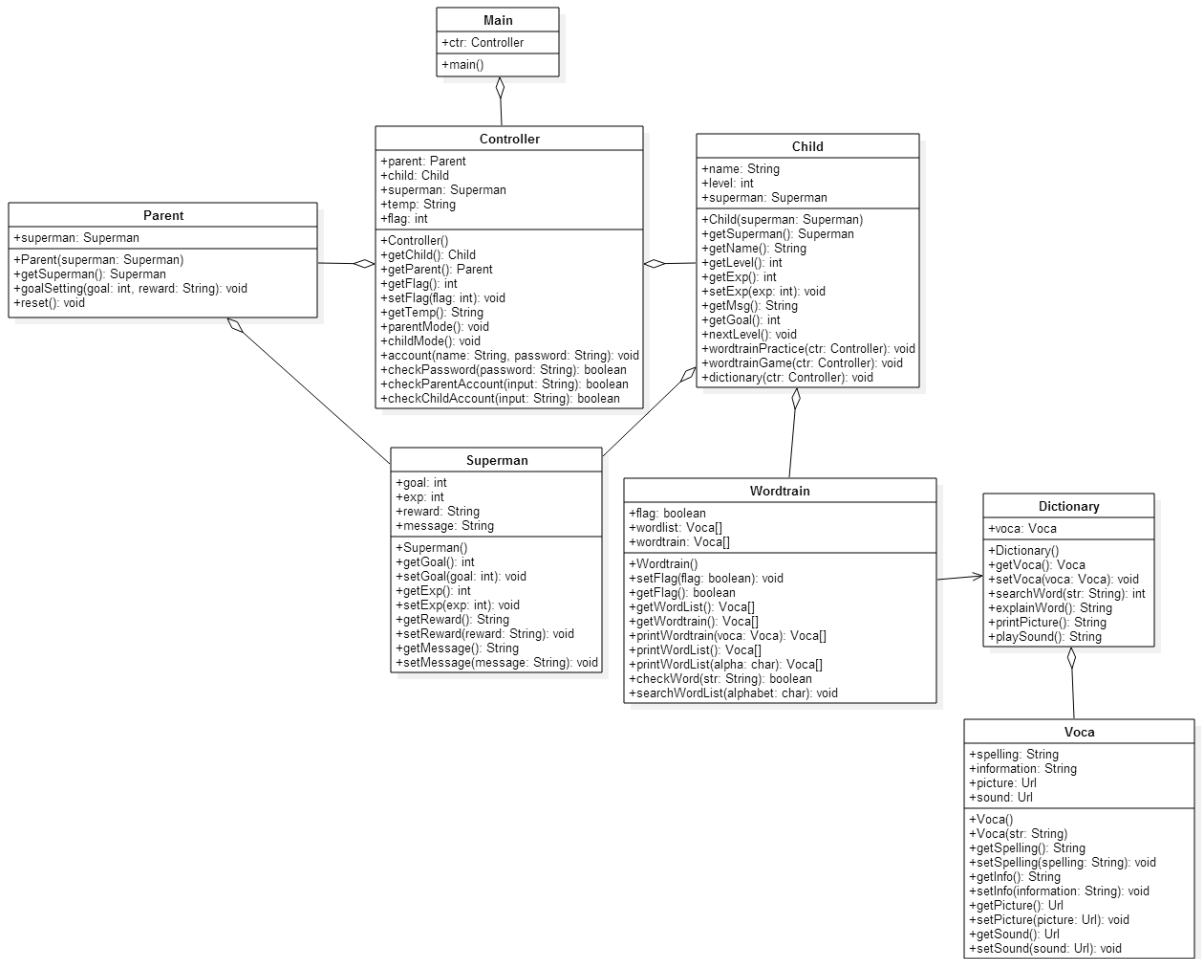 Main
+ctr: Controller
+main()
Controller
+parent: Parent
+child: Child
+superman: Superman
+temp: String
+flag: int
+Controller()
+getChild(): Child
+getParent(): Parent
+getFlag(): int
+setFlag(flag: int): void
+getTemp(): String
+parentMode(): void
+childMode(): void
+account(name: String, password: String): void
+checkPassword(password: String): boolean
+checkParentAccount(input: String): boolean
+checkChildAccount(input: String): boolean
Child
+name: String
+level: int
+superman: Superman
+Child(superman: Superman)
+getSuperman(): Superman
+getName(): String
+getLevel(): int
+getExp(): int
+setExp(exp: int): void
+getMsg(): String
+getGoal(): int
+nextLevel(): void
+wordtrainPractice(ctr: Controller): void
+wordtrainGame(ctr: Controller): void
+dictionary(ctr: Controller): void
Parent
+superman: Superman
+Parent(superman: Superman)
+getSuperman(): Superman
+goalSetting(goal: int, reward: String): void
+reset(): void
Superman
+goal: int
+exp: int
+reward: String
+message: String
+Superman()
+getGoal(): int
+setGoal(goal: int): void
+getExp(): int
+setExp(exp: int): void
+getReward(): String
+setReward(reward: String): void
+getMessage(): String
+setMessage(message: String): void
Wordtrain
+flag: boolean
+wordlist: Voca[]
+wordtrain: Voca[]
+Wordtrain()
+setFlag(flag: boolean): void
+getFlag(): boolean
+getWordList(): Voca[]
+getWordtrain(): Voca[]
+printWordtrain(voca: Voca): Voca[]
+printWordList(): Voca[]
+printWordList(alpha: char): Voca[]
+checkWord(str: String): boolean
+searchWordList(alphabet: char): void
Dictionary
+voca: Voca
+Dictionary()
+getVoca(): Voca
+setVoca(voca: Voca): void
+searchWord(str: String): int
+explainWord(): String
+printPicture(): String
+playSound(): String
Voca
+spelling: String
+information: String
+picture: Url
+sound: Url
+Voca()
+Voca(str: String)
+getSpelling(): String
+setSpelling(spelling: String): void
+getInfo(): String
+setInfo(information: String): void
+getPicture(): Url
+setPicture(picture: Url): void
+getSound(): Url
+setSound(sound: Url): void